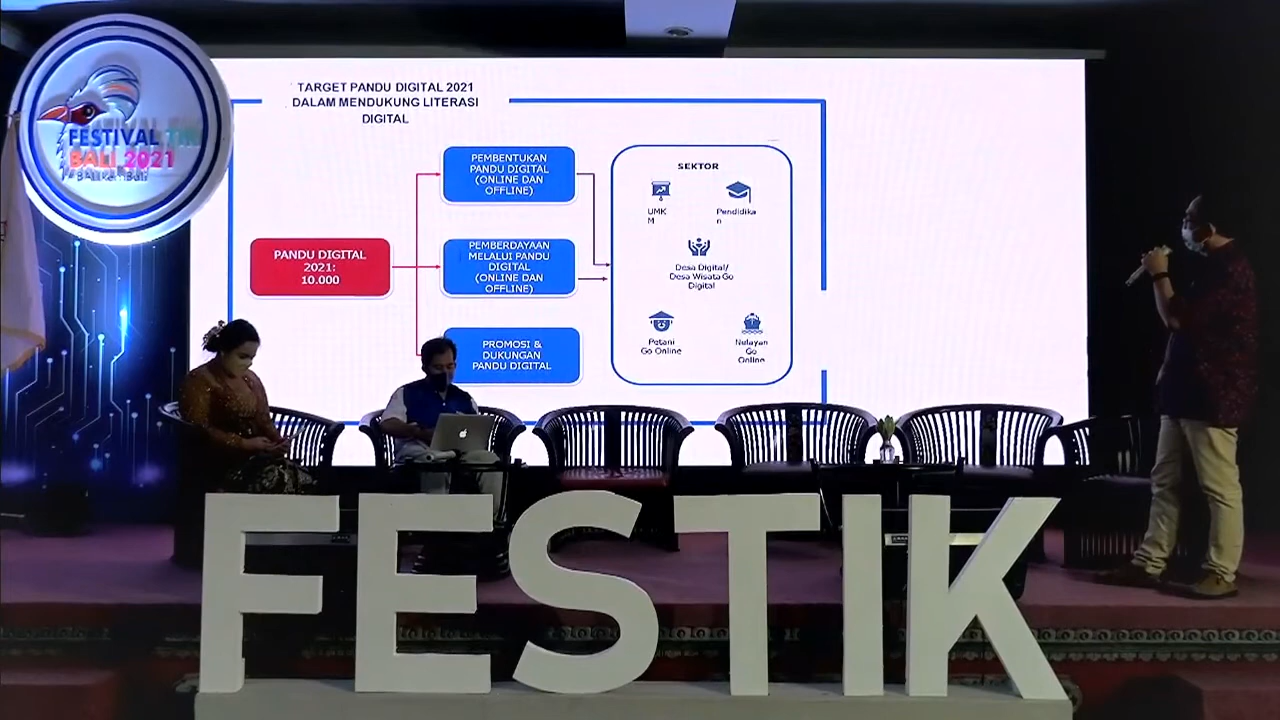 FESTIVAL TIK
BALI 2021
TARGET PANDU DIGITAL 2021
DALAM MENDUKUNG LITERASI
DIGITAL
PANDU DIGITAL
2021:
10.000
PEMBENTUKAN
PANDU DIGITAL
(ONLINE DAN
OFFLINE)
PEMBERDAYAAN
MELALUI PANDU
DIGITAL
(ONLINE DAN
OFFLINE)
PROMOSI &
DUKUNGAN
PANDU DIGITAL
SEKTOR
UMK
M
Pendidika
n
Desa Digital/
Desa Wisata Go
Digital
Petani
Go Online
Nelayan
Go
Online
FESTIK